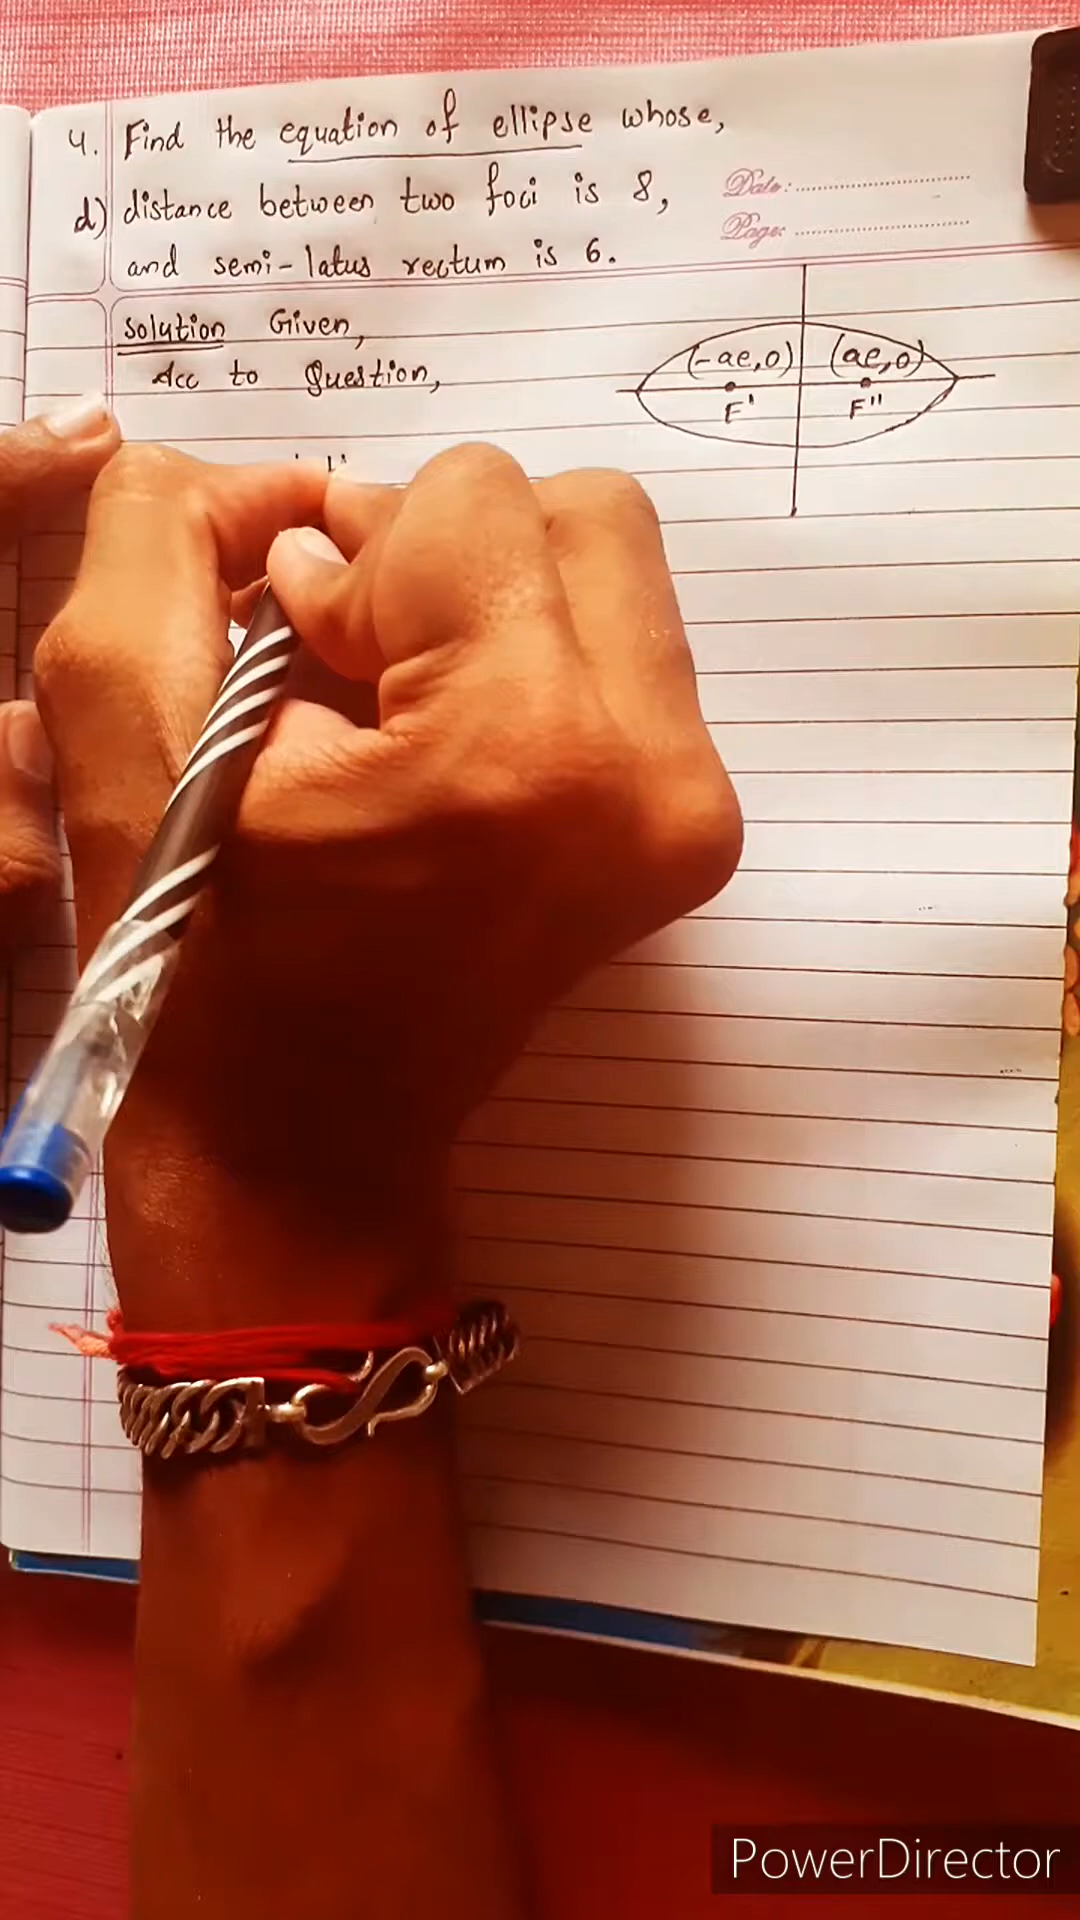 4. Find the equation of ellipse whose,
d) distance between two foci is 8,
and semi-latus rectum is 6.
Date:
Page:
Solution Given,
Acc to Question,
(-ae,0) (ae,0)
F' F"
PowerDirector